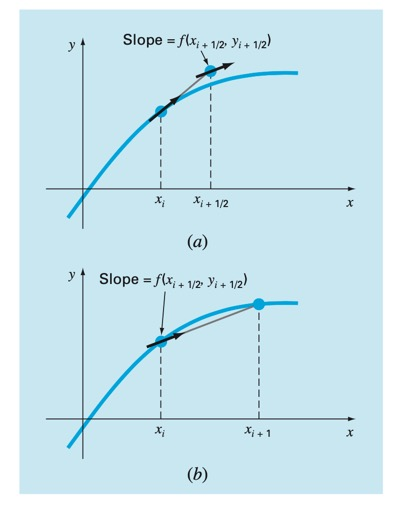 y
Slope = f(x_{i + 1/2}, y_{i + 1/2})
x_i x_{i + 1/2} x
(a)
y
Slope = f(x_{i + 1/2}, y_{i + 1/2})
x_i x_{i + 1} x
(b)